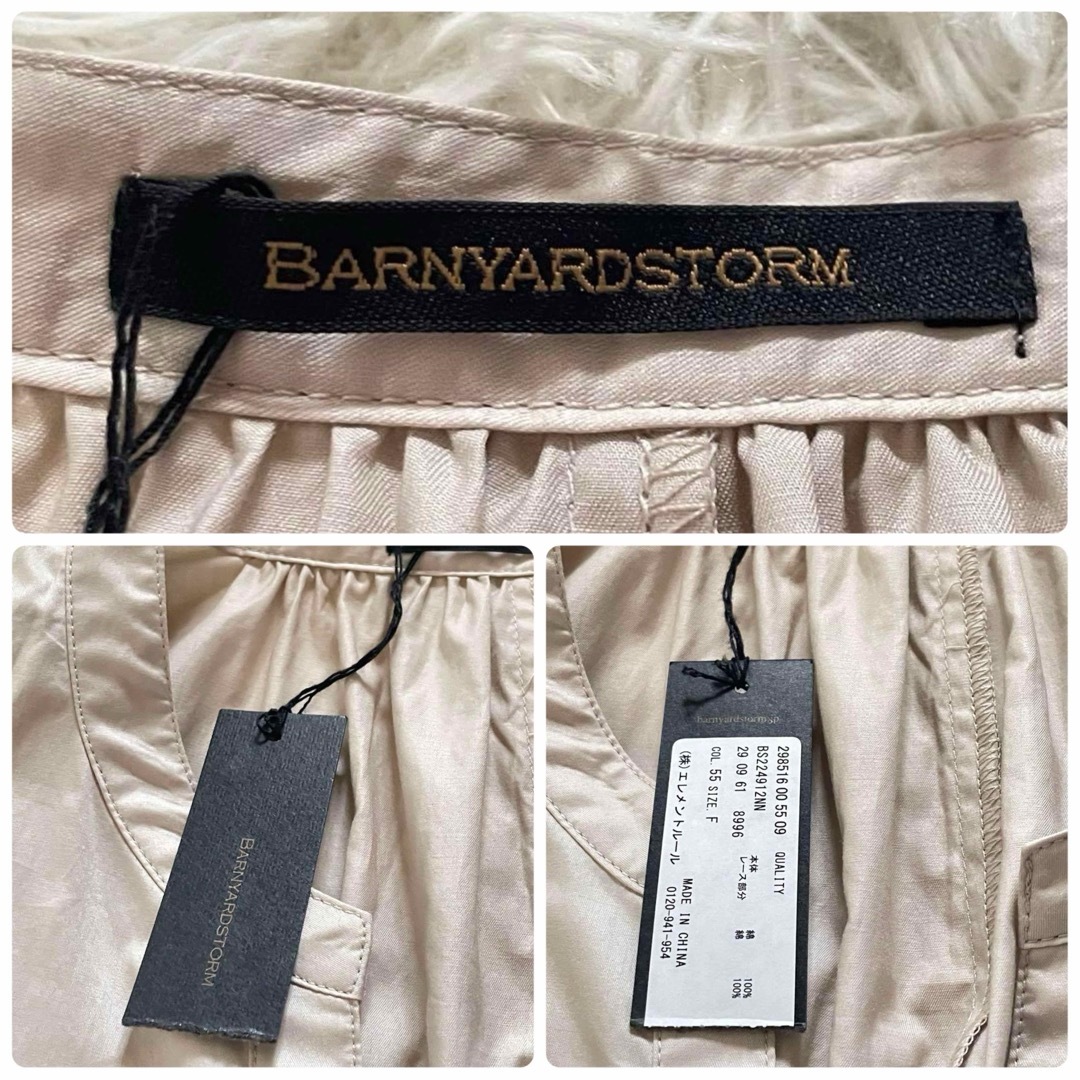 BARNYARDSTORM
BARNYARDSTORM
barnyardstorm.jp
298516 00 55 09 QUALITY
BS224912NN 本体 綿 100%
29 09 61 8996 レース部分 綿 100%
COL. 55 SIZE. F MADE IN CHINA
(株)エレメントルール 0120-941-954